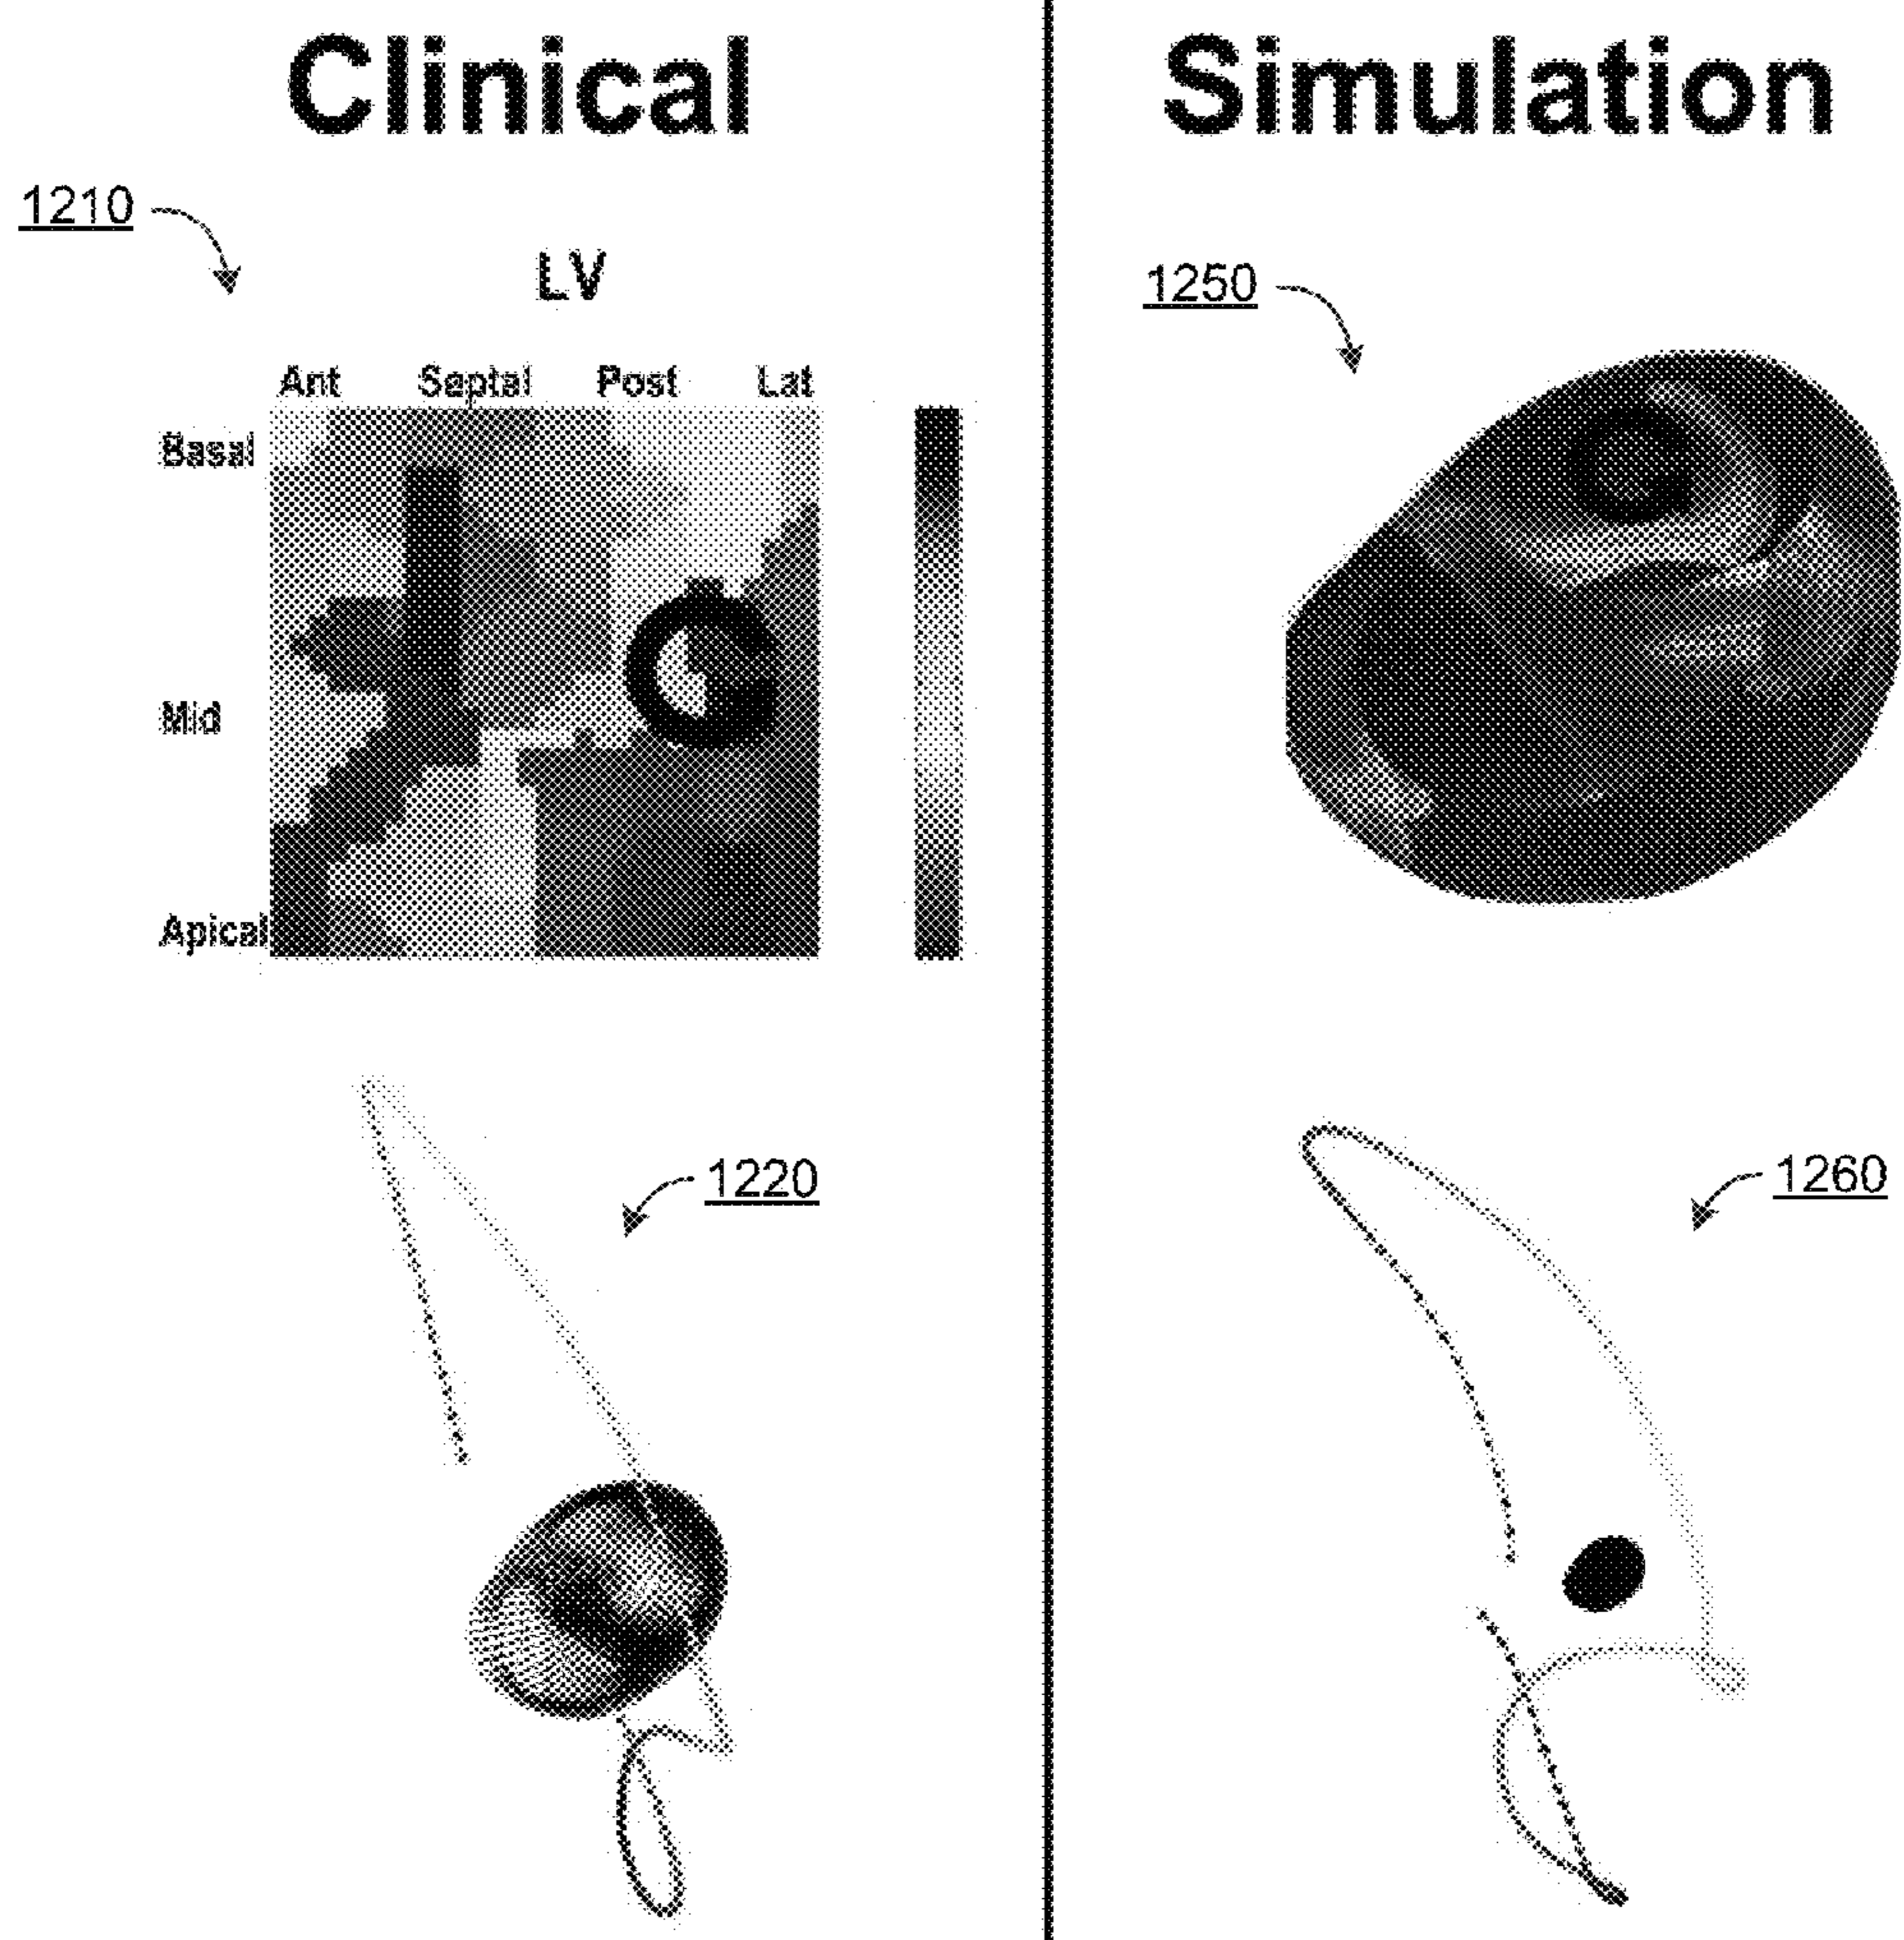 Clinical
Simulation
1210
LV
1250
Ant Septal Post Lat
Basal
Mid
Apical
1220
1260